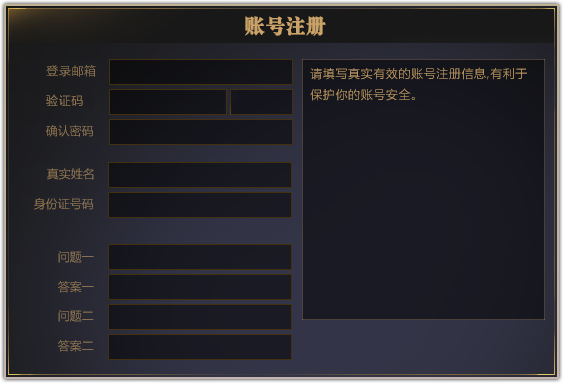 账号注册
登录邮箱
验证码
确认密码
真实姓名
身份证号码
问题一
答案一
问题二
答案二
请填写真实有效的账号注册信息,有利于
保护你的账号安全。